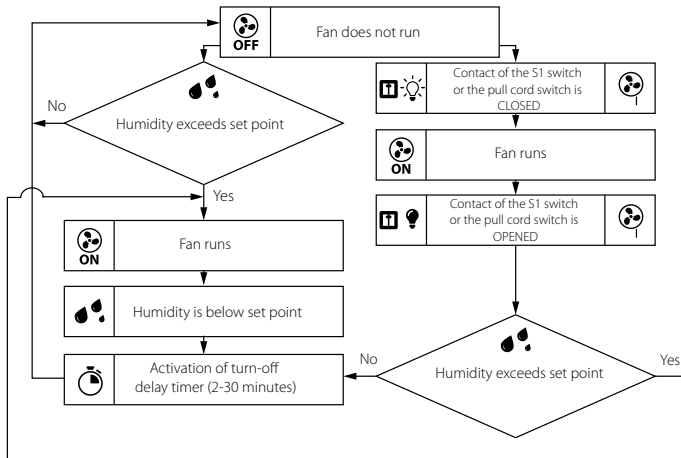 OFF
Fan does not run
Contact of the S1 switch
or the pull cord switch is
CLOSED
No
Humidity exceeds set point
ON
Fan runs
Yes
Contact of the S1 switch
or the pull cord switch is
OPENED
ON
Fan runs
Humidity is below set point
No
Yes
Activation of turn-off
delay timer (2-30 minutes)
Humidity exceeds set point